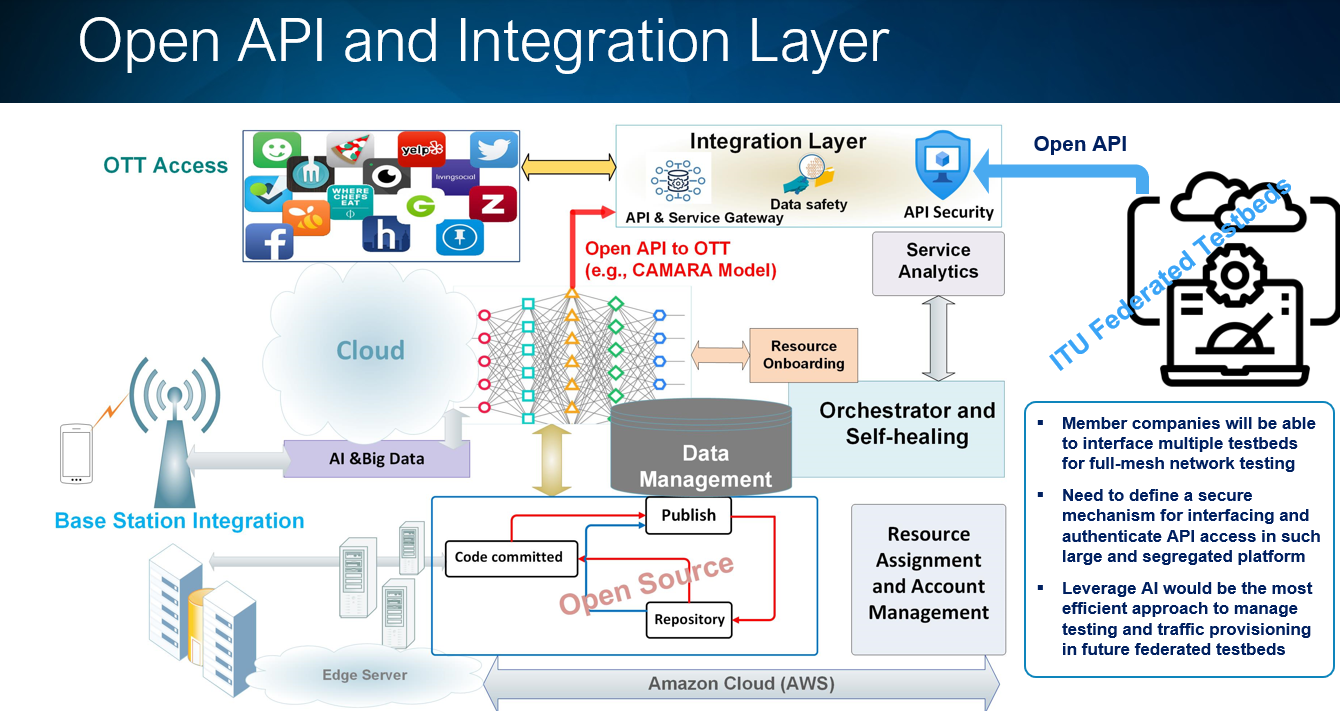 Open API and Integration Layer
OTT Access
yelp
livingsocial
WHERE
CHEFS
EAT
G
Z
f
h
Integration Layer
API & Service Gateway
Data safety
API Security
Open API
ITU Federated Testbeds
Open API to OTT
(e.g., CAMARA Model)
Service
Analytics
Cloud
Resource
Onboarding
Orchestrator and
Self-healing
Data
Management
AI &Big Data
Base Station Integration
Publish
Code committed
Open Source
Repository
Resource
Assignment
and Account
Management
Edge Server
Amazon Cloud (AWS)
▪ Member companies will be able
to interface multiple testbeds
for full-mesh network testing
▪ Need to define a secure
mechanism for interfacing and
authenticate API access in such
large and segregated platform
▪ Leverage AI would be the most
efficient approach to manage
testing and traffic provisioning
in future federated testbeds